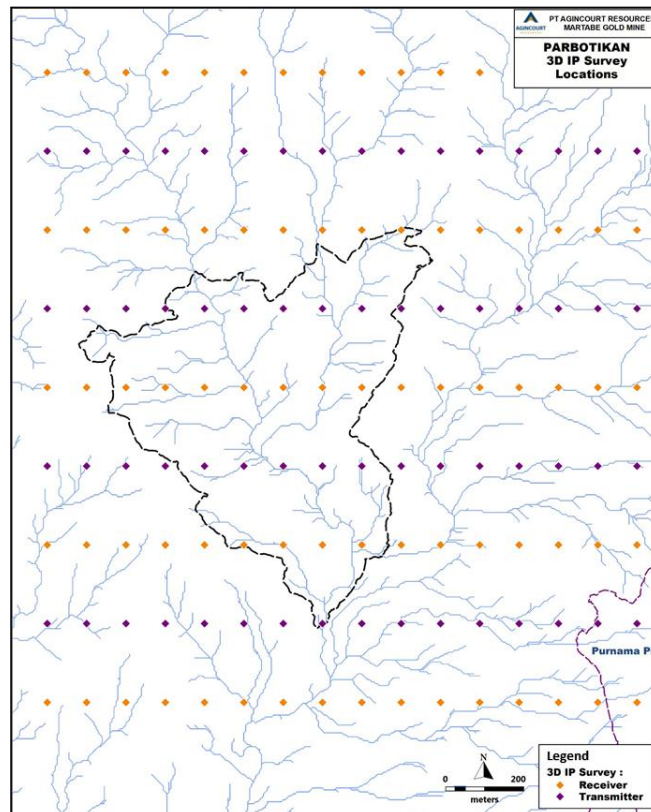 PT AGINCOURT RESOURCES
MARTABE GOLD MINE
AGINCOURT
PARBOTIKAN
3D IP Survey
Locations
Purnama P
N
0 200
meters
Legend
3D IP Survey :
Receiver
Transmitter